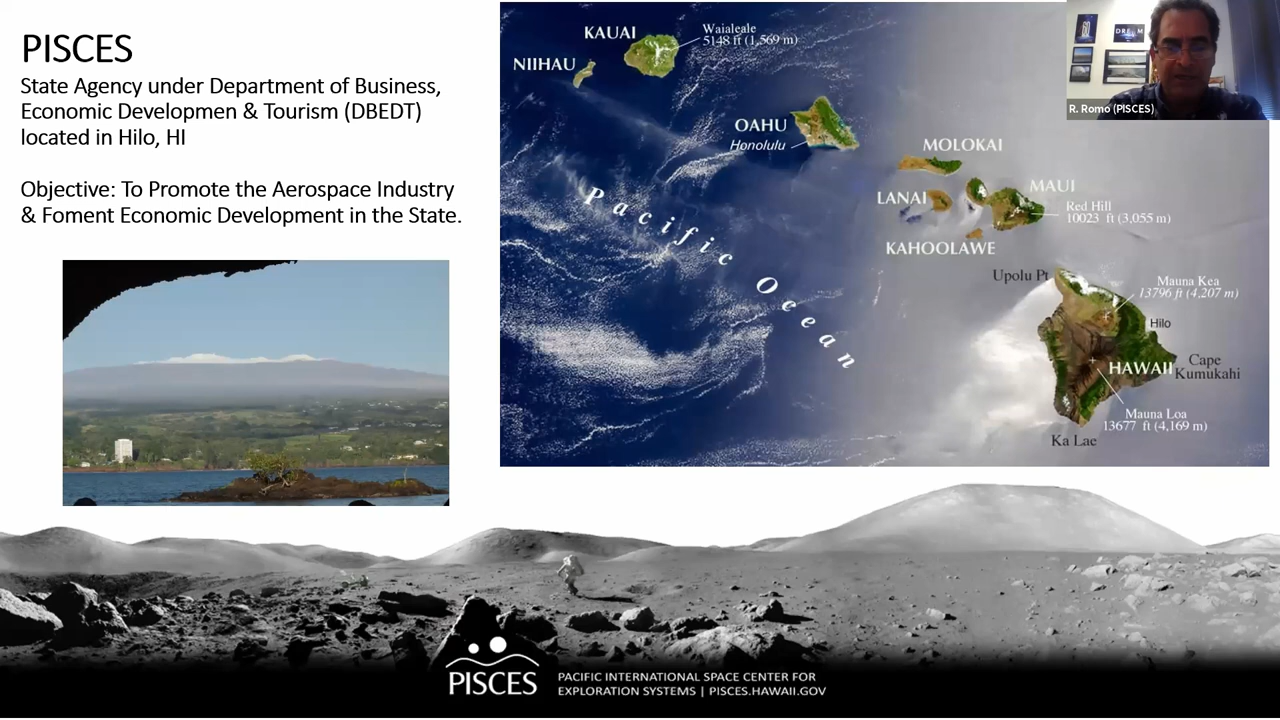 PISCES
State Agency under Department of Business,
Economic Developmen & Tourism (DBEDT)
located in Hilo, HI
Objective: To Promote the Aerospace Industry
& Foment Economic Development in the State.
KAUAI
Waialeale
5148 ft (1,569 m)
NIIHAU
OAHU
Honolulu
MOLOKAI
LANAI
MAUI
Red Hill
10023 ft (3,055 m)
KAHOOLAWE
Pacific Ocean
Upolu Pt
Mauna Kea
13796 ft (4,207 m)
Hilo
HAWAII
Cape
Kumukahi
Mauna Loa
13677 ft (4,169 m)
Ka Lae
R. Romo (PISCES)
PISCES
PACIFIC INTERNATIONAL SPACE CENTER FOR
EXPLORATION SYSTEMS | PISCES.HAWAII.GOV